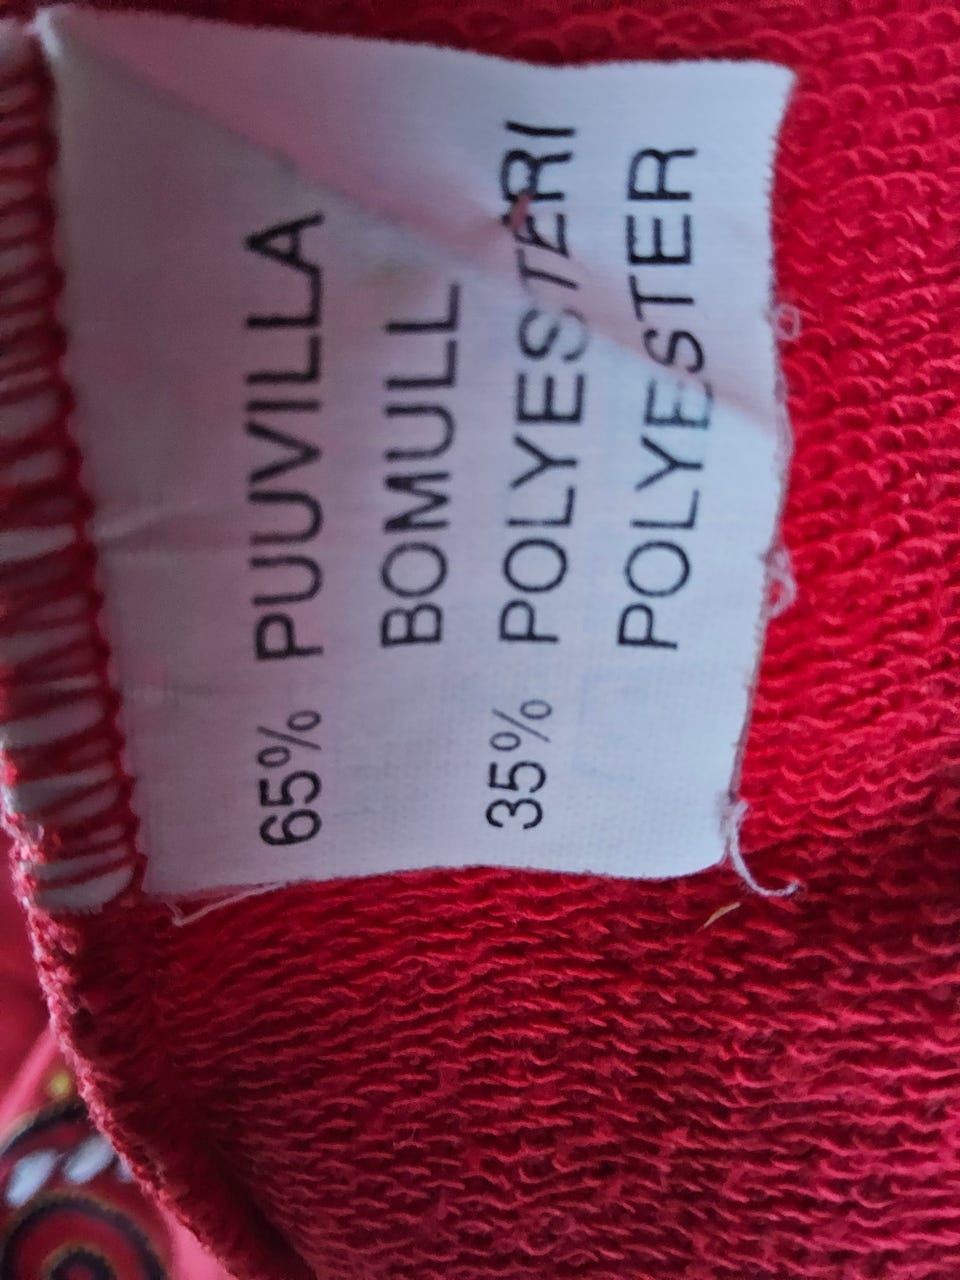 65% PUUVILLA
BOMULL
35% POLYESTERI
POLYESTER